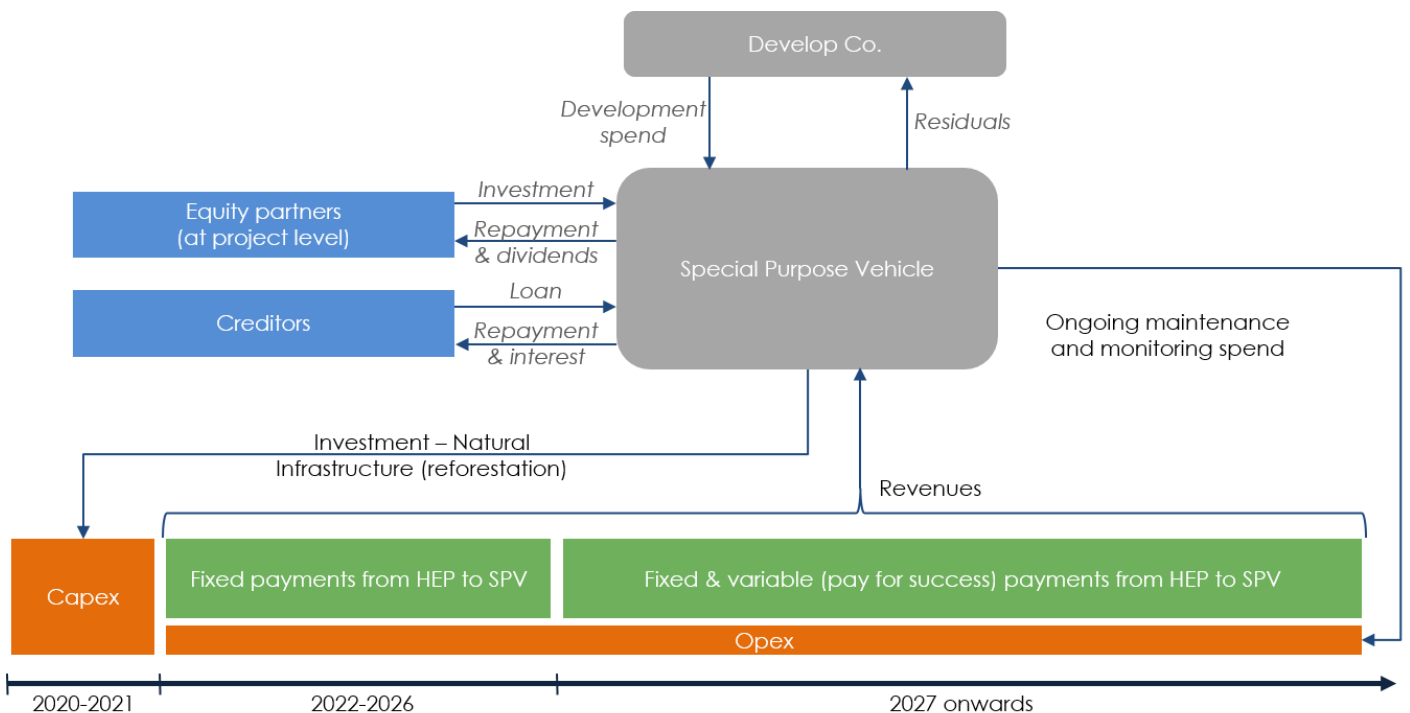 Develop Co.
Development
spend
Residuals
Equity partners
(at project level)
Investment
Repayment
& dividends
Special Purpose Vehicle
Creditors
Loan
Repayment
& interest
Ongoing maintenance
and monitoring spend
Investment – Natural
Infrastructure (reforestation)
Revenues
Capex
Fixed payments from HEP to SPV
Fixed & variable (pay for success) payments from HEP to SPV
Opex
2020-2021
2022-2026
2027 onwards